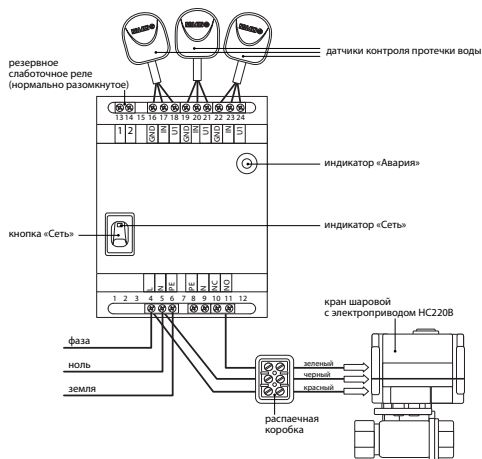 датчики контроля протечки воды
резервное
слаботочное реле
(нормально разомкнутое)
13 14 15 16 17 18 19 20 21 22 23 24
1 2 GND IN U1 GND IN U1 GND IN U1
индикатор «Авария»
кнопка «Сеть»
индикатор «Сеть»
L N PE PE N NC NO
1 2 3 4 5 6 7 8 9 10 11 12
кран шаровой
с электроприводом НС220В
фаза
ноль
земля
зеленый
черный
красный
распаечная
коробка